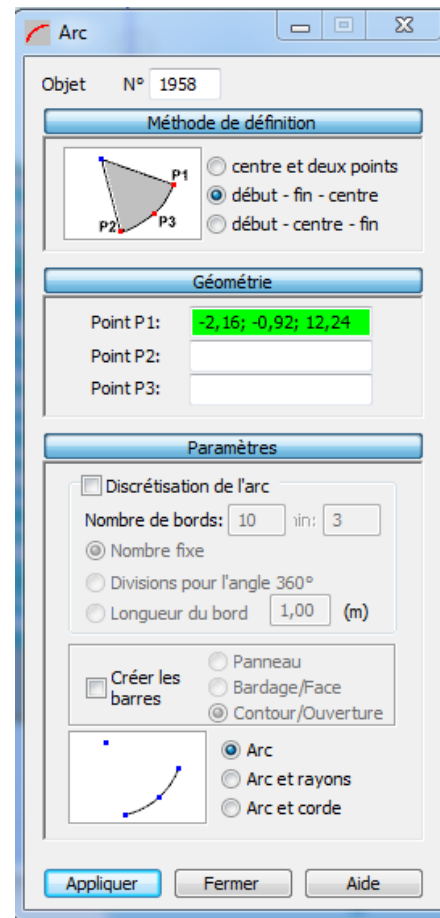 Arc
Objet N° 1958
Méthode de définition
P1
P2
P3
centre et deux points
début - fin - centre
début - centre - fin
Géométrie
Point P1: -2,16; -0,92; 12,24
Point P2:
Point P3:
Paramètres
Discrétisation de l'arc
Nombre de bords: 10 nin: 3
Nombre fixe
Divisions pour l'angle 360°
Longueur du bord 1,00 (m)
Créer les
barres
Panneau
Bardage/Face
Contour/Ouverture
Arc
Arc et rayons
Arc et corde
Appliquer Fermer Aide